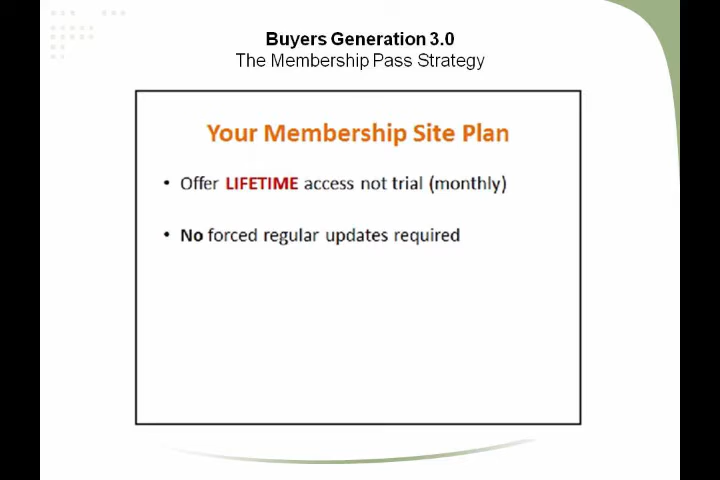 Buyers Generation 3.0
The Membership Pass Strategy
Your Membership Site Plan
• Offer LIFETIME access not trial (monthly)
• No forced regular updates required